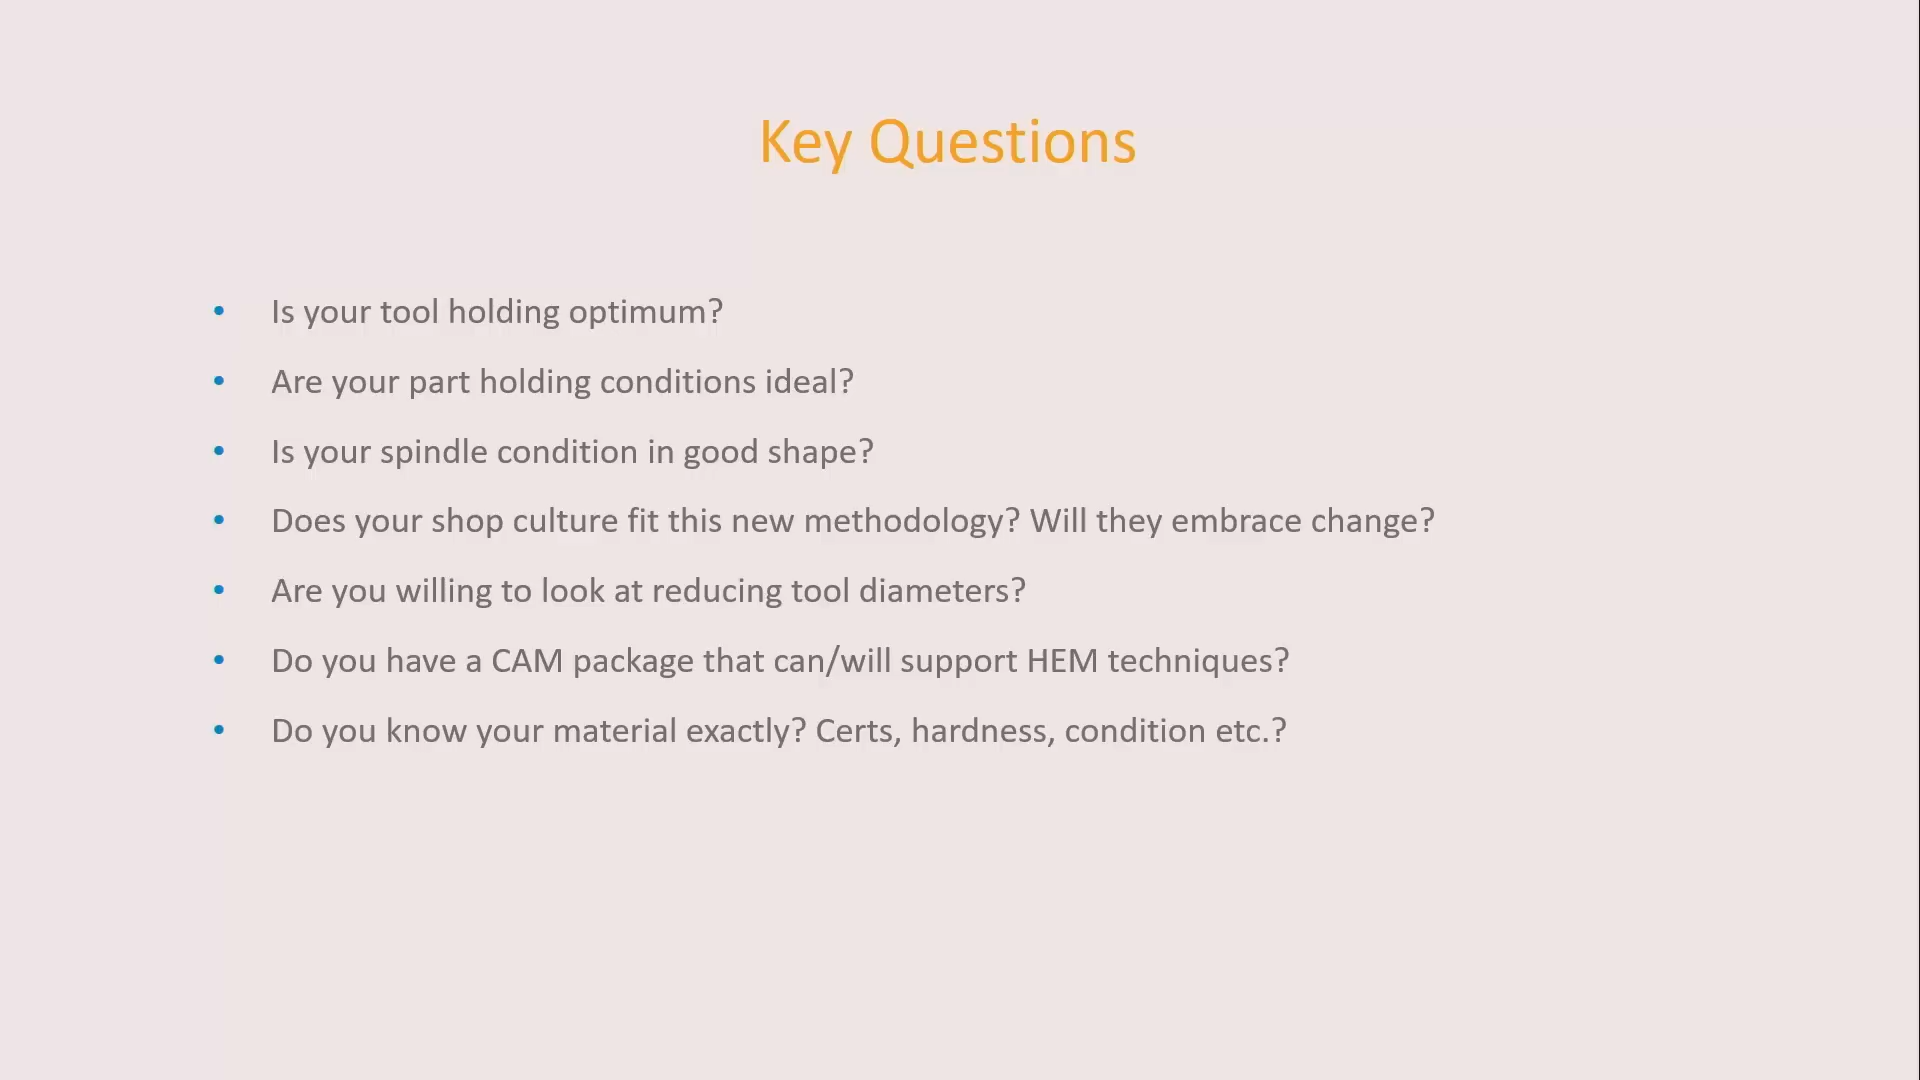 Key Questions
• Is your tool holding optimum?
• Are your part holding conditions ideal?
• Is your spindle condition in good shape?
• Does your shop culture fit this new methodology? Will they embrace change?
• Are you willing to look at reducing tool diameters?
• Do you have a CAM package that can/will support HEM techniques?
• Do you know your material exactly? Certs, hardness, condition etc.?